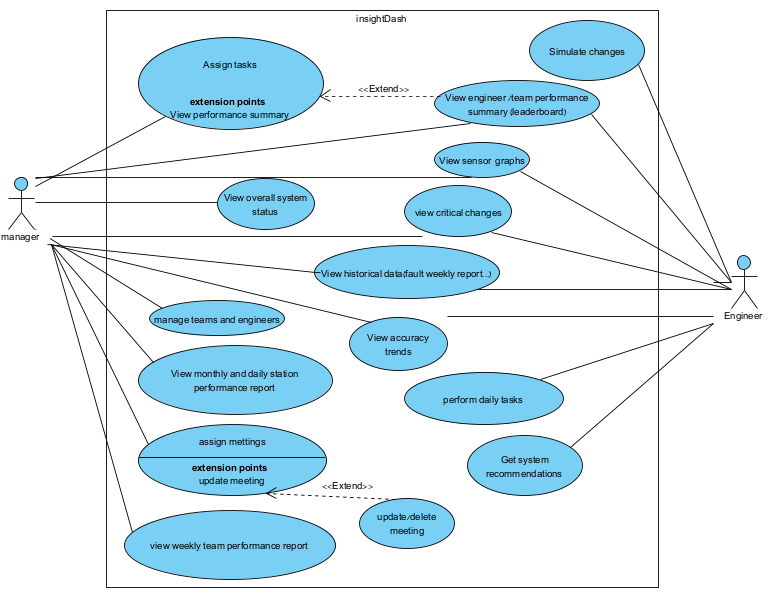 insightDash
Simulate changes
Assign tasks
extension points
View performance summary
<<Extend>>
View engineer /team performance
summary (leaderboard)
View sensor graphs
View overall system
status
view critical changes
manager
View historical data(fault weekly report...)
Engineer
manage teams and engineers
View accuracy
trends
View monthly and daily station
performance report
perform daily tasks
assign mettings
extension points
update meeting
Get system
recommendations
<<Extend>>
update/delete
meeting
view weekly team performance report